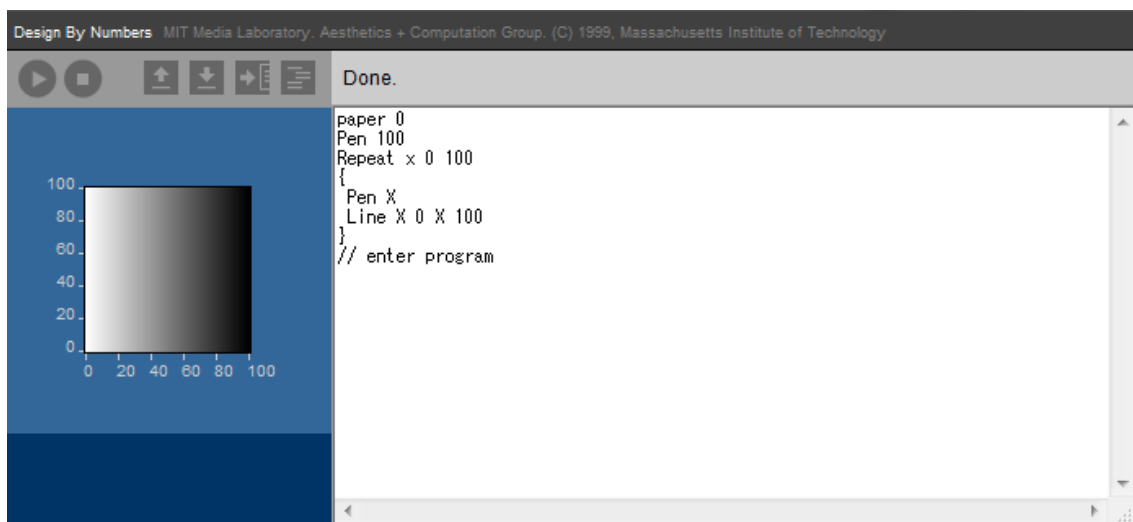 Design By Numbers MIT Media Laboratory. Aesthetics + Computation Group. (C) 1999, Massachusetts Institute of Technology
Done.
paper 0
Pen 100
Repeat x 0 100
{
Pen X
Line X 0 X 100
}
// enter program
100
80
60
40
20
0
0 20 40 60 80 100